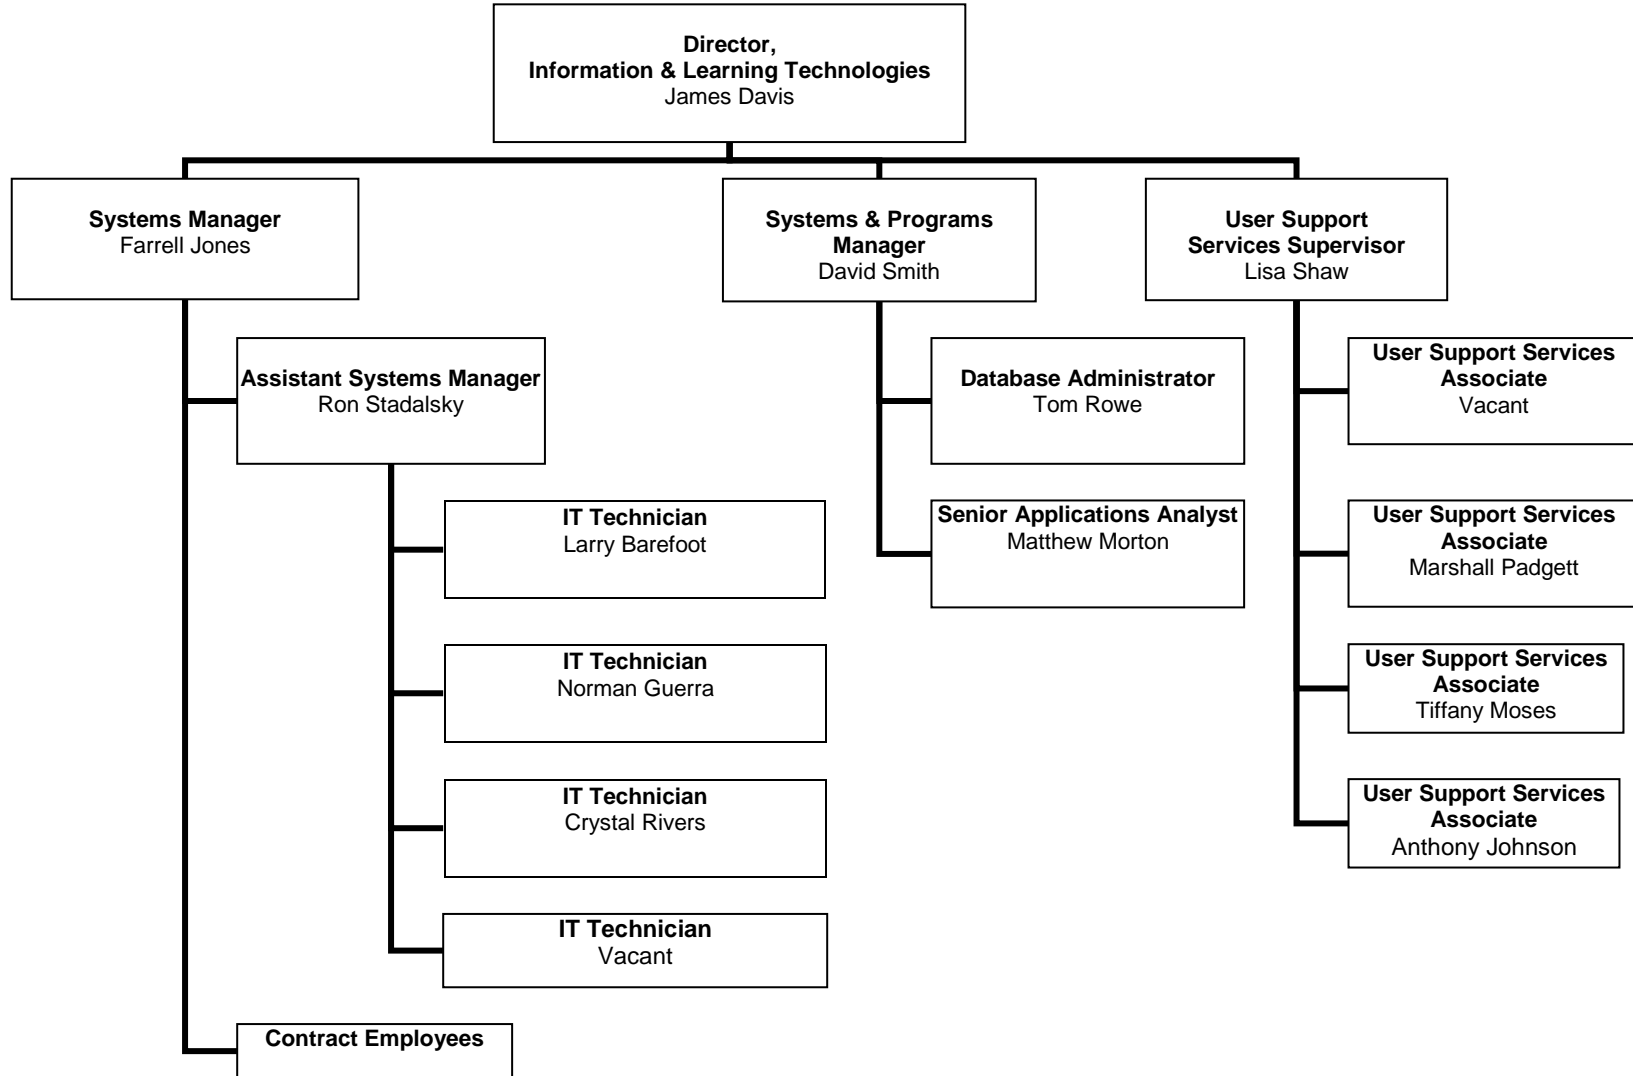 Director,
Information & Learning Technologies
James Davis
Systems Manager
Farrell Jones
Systems & Programs
Manager
David Smith
User Support
Services Supervisor
Lisa Shaw
Assistant Systems Manager
Ron Stadalsky
IT Technician
Larry Barefoot
IT Technician
Norman Guerra
IT Technician
Crystal Rivers
IT Technician
Vacant
Contract Employees
Database Administrator
Tom Rowe
Senior Applications Analyst
Matthew Morton
User Support Services
Associate
Vacant
User Support Services
Associate
Marshall Padgett
User Support Services
Associate
Tiffany Moses
User Support Services
Associate
Anthony Johnson